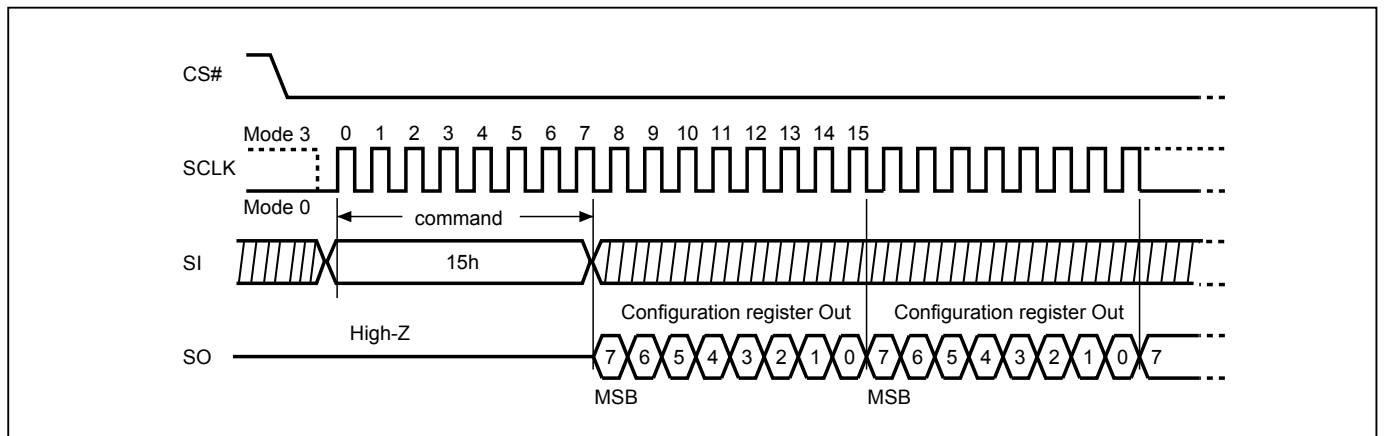 CS#
Mode 3 0 1 2 3 4 5 6 7 8 9 10 11 12 13 14 15
SCLK
Mode 0
command
SI 15h
Configuration register Out Configuration register Out
High-Z
SO 7 6 5 4 3 2 1 0 7 6 5 4 3 2 1 0 7
MSB MSB